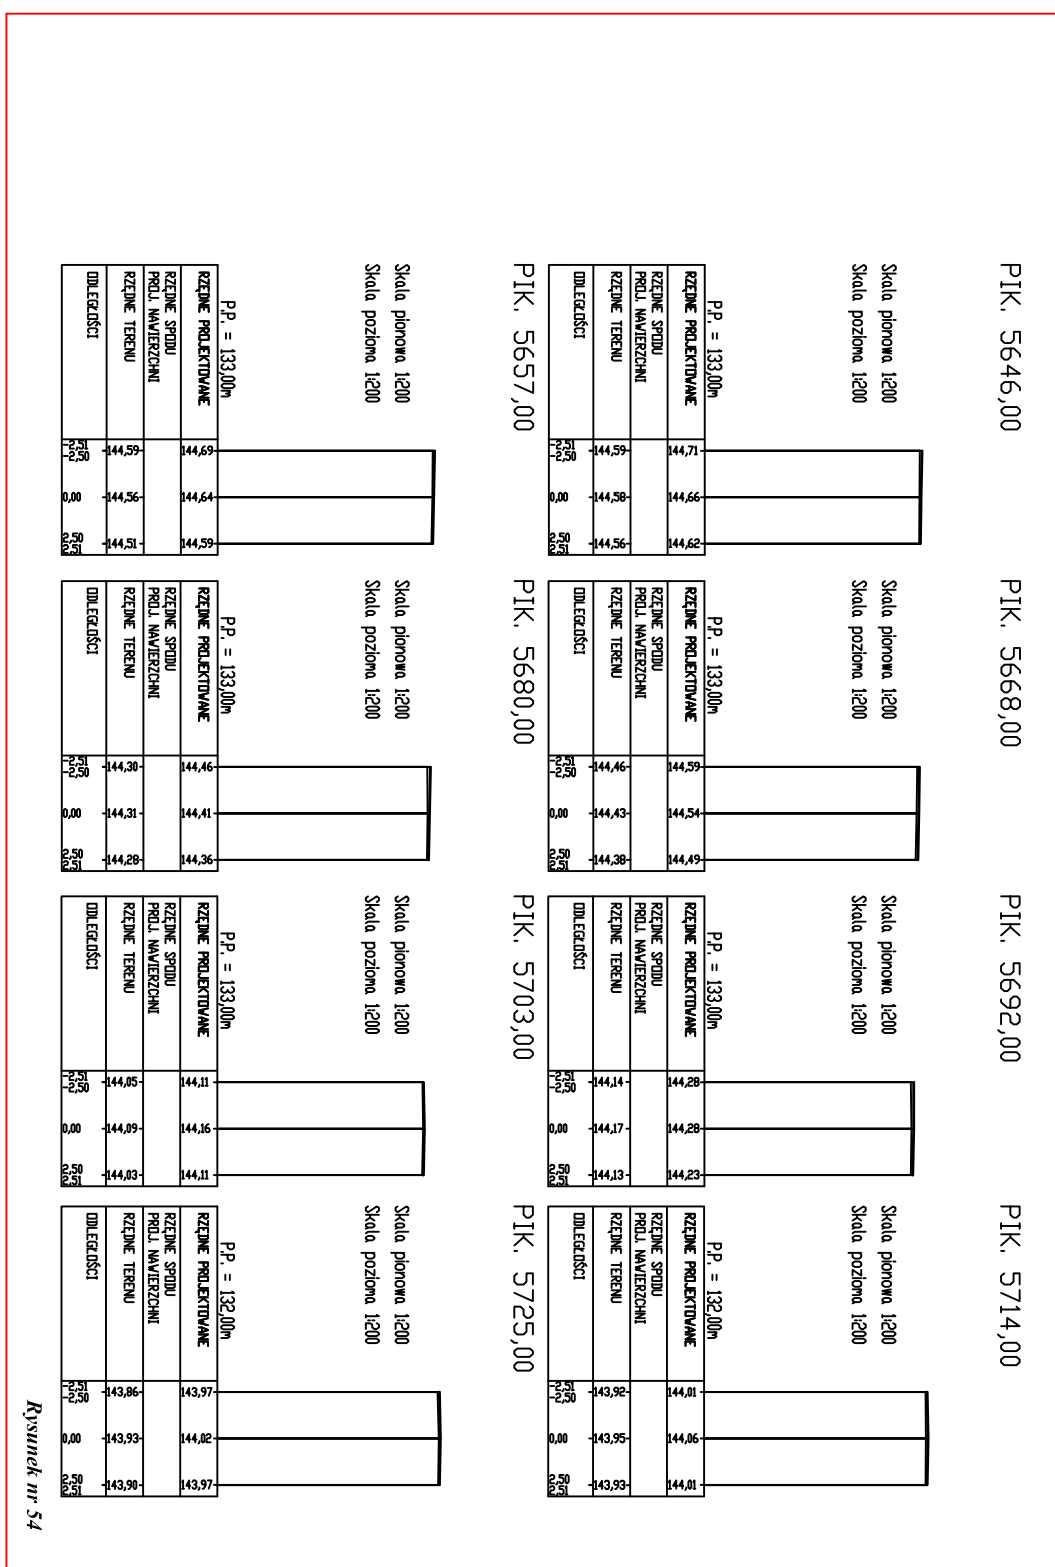 PIK. 5646,00
Skala pionowa 1:200
Skala pozioma 1:200
P.P. = 133,00m
RZĘDNE PROJEKTOWANE 144,71 144,66 144,62
RZĘDNE SPODU
PROJ. NAWIERZCHNI
RZĘDNE TERENU 144,59 144,58 144,56
ODLEGŁOŚCI -2,51 -2,50 0,00 2,50 2,51
PIK. 5668,00
Skala pionowa 1:200
Skala pozioma 1:200
P.P. = 133,00m
RZĘDNE PROJEKTOWANE 144,59 144,54 144,49
RZĘDNE SPODU
PROJ. NAWIERZCHNI
RZĘDNE TERENU 144,46 144,43 144,38
ODLEGŁOŚCI -2,51 -2,50 0,00 2,50 2,51
PIK. 5692,00
Skala pionowa 1:200
Skala pozioma 1:200
P.P. = 133,00m
RZĘDNE PROJEKTOWANE 144,28 144,28 144,23
RZĘDNE SPODU
PROJ. NAWIERZCHNI
RZĘDNE TERENU 144,14 144,17 144,13
ODLEGŁOŚCI -2,51 -2,50 0,00 2,50 2,51
PIK. 5714,00
Skala pionowa 1:200
Skala pozioma 1:200
P.P. = 132,00m
RZĘDNE PROJEKTOWANE 144,01 144,06 144,01
RZĘDNE SPODU
PROJ. NAWIERZCHNI
RZĘDNE TERENU 143,92 143,95 143,93
ODLEGŁOŚCI -2,51 -2,50 0,00 2,50 2,51
PIK. 5657,00
Skala pionowa 1:200
Skala pozioma 1:200
P.P. = 133,00m
RZĘDNE PROJEKTOWANE 144,69 144,64 144,59
RZĘDNE SPODU
PROJ. NAWIERZCHNI
RZĘDNE TERENU 144,59 144,56 144,51
ODLEGŁOŚCI -2,51 -2,50 0,00 2,50 2,51
PIK. 5680,00
Skala pionowa 1:200
Skala pozioma 1:200
P.P. = 133,00m
RZĘDNE PROJEKTOWANE 144,46 144,41 144,36
RZĘDNE SPODU
PROJ. NAWIERZCHNI
RZĘDNE TERENU 144,30 144,31 144,28
ODLEGŁOŚCI -2,51 -2,50 0,00 2,50 2,51
PIK. 5703,00
Skala pionowa 1:200
Skala pozioma 1:200
P.P. = 133,00m
RZĘDNE PROJEKTOWANE 144,11 144,16 144,11
RZĘDNE SPODU
PROJ. NAWIERZCHNI
RZĘDNE TERENU 144,05 144,09 144,03
ODLEGŁOŚCI -2,51 -2,50 0,00 2,50 2,51
PIK. 5725,00
Skala pionowa 1:200
Skala pozioma 1:200
P.P. = 132,00m
RZĘDNE PROJEKTOWANE 143,97 144,02 143,97
RZĘDNE SPODU
PROJ. NAWIERZCHNI
RZĘDNE TERENU 143,86 143,93 143,90
ODLEGŁOŚCI -2,51 -2,50 0,00 2,50 2,51
Rysunek nr 54